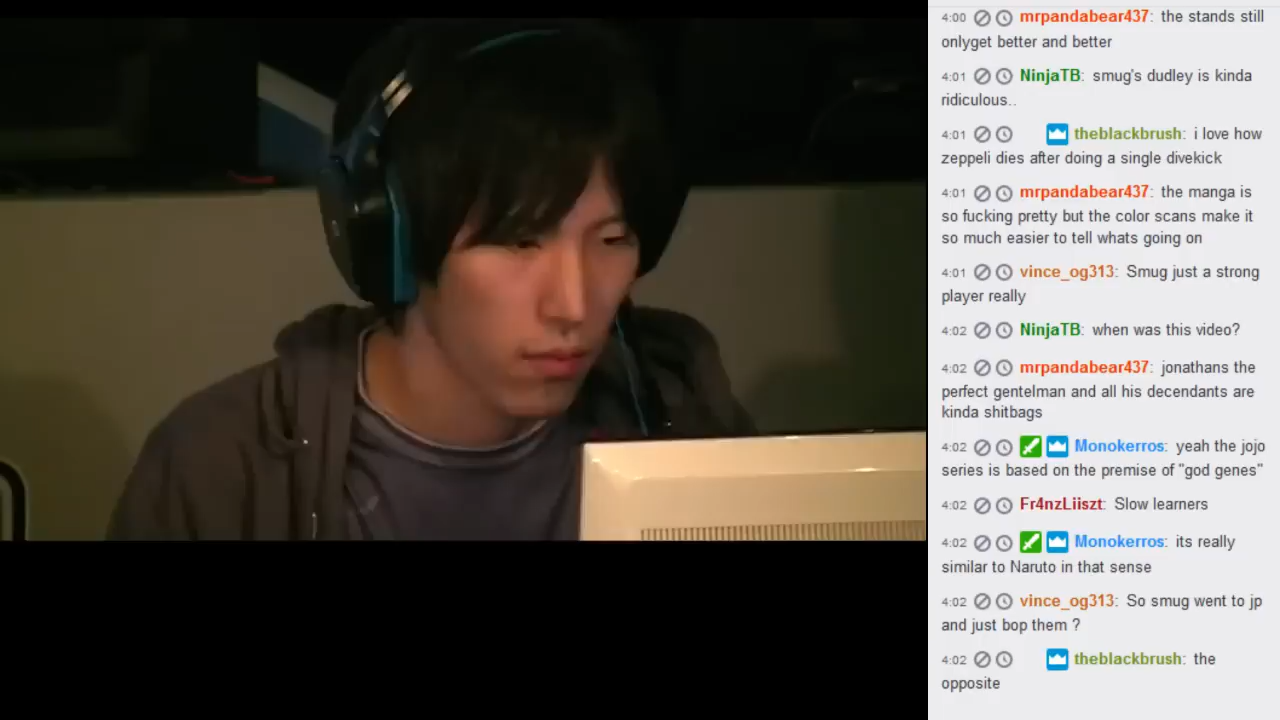 4:00 mrpandabear437: the stands still
onlyget better and better
4:01 NinjaTB: smug's dudley is kinda
ridiculous..
4:01 theblackbrush: i love how
zeppeli dies after doing a single divekick
4:01 mrpandabear437: the manga is
so fucking pretty but the color scans make it
so much easier to tell whats going on
4:01 vince_og313: Smug just a strong
player really
4:02 NinjaTB: when was this video?
4:02 mrpandabear437: jonathans the
perfect gentelman and all his decendants are
kinda shitbags
4:02 Monokerros: yeah the jojo
series is based on the premise of "god genes"
4:02 Fr4nzLiiszt: Slow learners
4:02 Monokerros: its really
similar to Naruto in that sense
4:02 vince_og313: So smug went to jp
and just bop them ?
4:02 theblackbrush: the
opposite